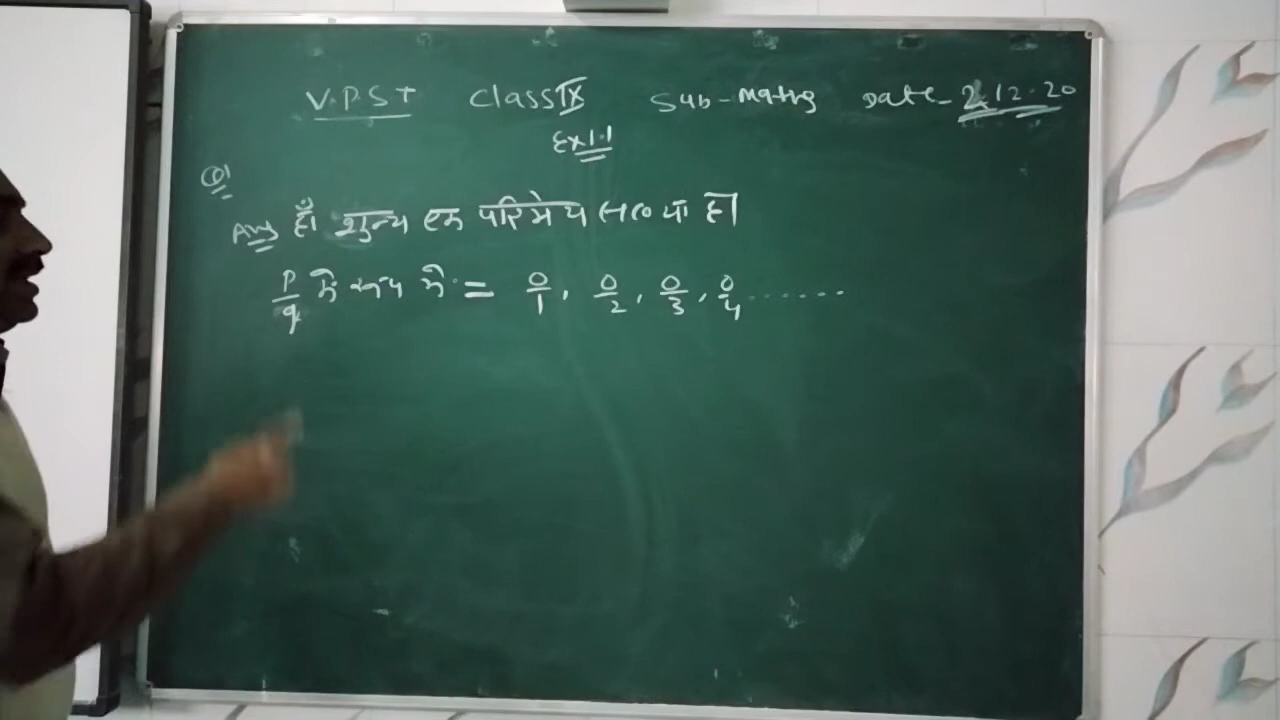 V.P.S.T Class IX Sub-Maths Date-2.12.20
Ex 1.1
Q1
Ans हाँ शुन्य एक परिमेय संख्या है।
p/q के रूप में = 0/1, 0/2, 0/3, 0/4 ......